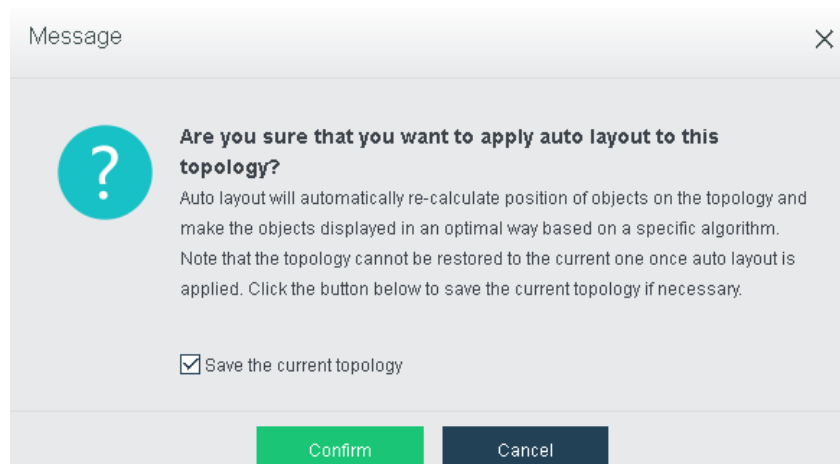 Message
Are you sure that you want to apply auto layout to this
topology?
Auto layout will automatically re-calculate position of objects on the topology and
make the objects displayed in an optimal way based on a specific algorithm.
Note that the topology cannot be restored to the current one once auto layout is
applied. Click the button below to save the current topology if necessary.
Save the current topology
Confirm Cancel